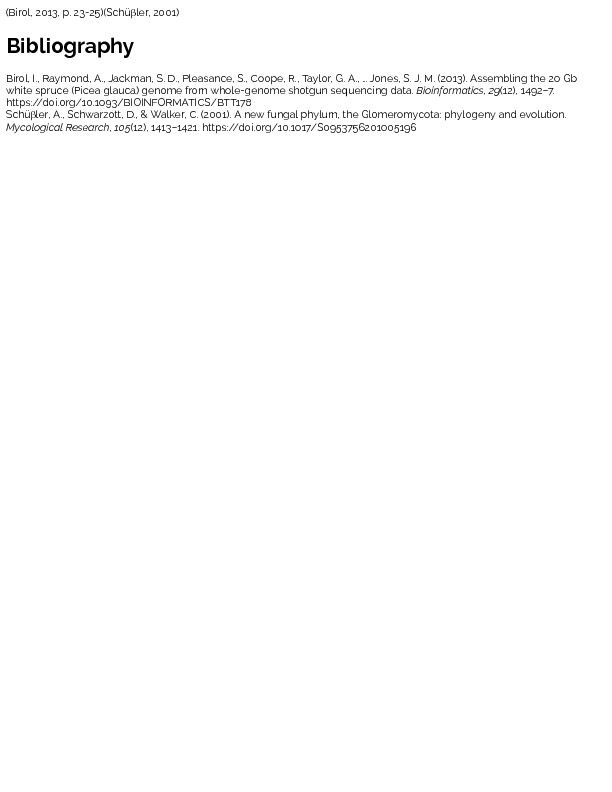 (Birol, 2013, p. 23-25)(Schüßler, 2001)
Bibliography
Birol, I., Raymond, A., Jackman, S. D., Pleasance, S., Coope, R., Taylor, G. A., … Jones, S. J. M. (2013). Assembling the 20 Gb
white spruce (Picea glauca) genome from whole-genome shotgun sequencing data. Bioinformatics, 29(12), 1492–7.
https://doi.org/10.1093/BIOINFORMATICS/BTT178
Schüßler, A., Schwarzott, D., & Walker, C. (2001). A new fungal phylum, the Glomeromycota: phylogeny and evolution.
Mycological Research, 105(12), 1413–1421. https://doi.org/10.1017/S0953756201005196